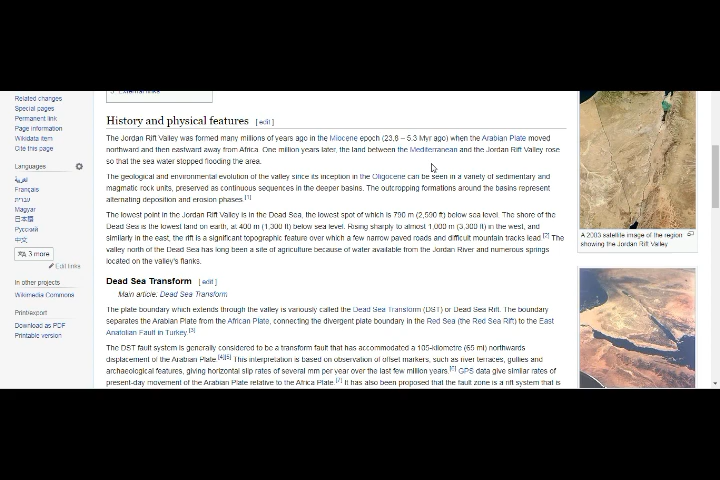 Related changes
Special pages
Permanent link
Page information
Wikidata item
Cite this page
Languages
العربية
Français
עברית
Magyar
日本語
Русский
中文
3 more
Edit links
In other projects
Wikimedia Commons
Print/export
Download as PDF
Printable version
5 External links
History and physical features [ edit ]
The Jordan Rift Valley was formed many millions of years ago in the Miocene epoch (23.8 – 5.3 Myr ago) when the Arabian Plate moved
northward and then eastward away from Africa. One million years later, the land between the Mediterranean and the Jordan Rift Valley rose
so that the sea water stopped flooding the area.
The geological and environmental evolution of the valley since its inception in the Oligocene can be seen in a variety of sedimentary and
magmatic rock units, preserved as continuous sequences in the deeper basins. The outcropping formations around the basins represent
alternating deposition and erosion phases.[1]
The lowest point in the Jordan Rift Valley is in the Dead Sea, the lowest spot of which is 790 m (2,590 ft) below sea level. The shore of the
Dead Sea is the lowest land on earth, at 400 m (1,300 ft) below sea level. Rising sharply to almost 1,000 m (3,300 ft) in the west, and
similarly in the east, the rift is a significant topographic feature over which a few narrow paved roads and difficult mountain tracks lead.[2] The
valley north of the Dead Sea has long been a site of agriculture because of water available from the Jordan River and numerous springs
located on the valley's flanks.
Dead Sea Transform [ edit ]
Main article: Dead Sea Transform
The plate boundary which extends through the valley is variously called the Dead Sea Transform (DST) or Dead Sea Rift. The boundary
separates the Arabian Plate from the African Plate, connecting the divergent plate boundary in the Red Sea (the Red Sea Rift) to the East
Anatolian Fault in Turkey.[3]
The DST fault system is generally considered to be a transform fault that has accommodated a 105-kilometre (65 mi) northwards
displacement of the Arabian Plate.[4][5] This interpretation is based on observation of offset markers, such as river terraces, gullies and
archaeological features, giving horizontal slip rates of several mm per year over the last few million years.[6] GPS data give similar rates of
present-day movement of the Arabian Plate relative to the Africa Plate.[7] It has also been proposed that the fault zone is a rift system that is
A 2003 satellite image of the region
showing the Jordan Rift Valley